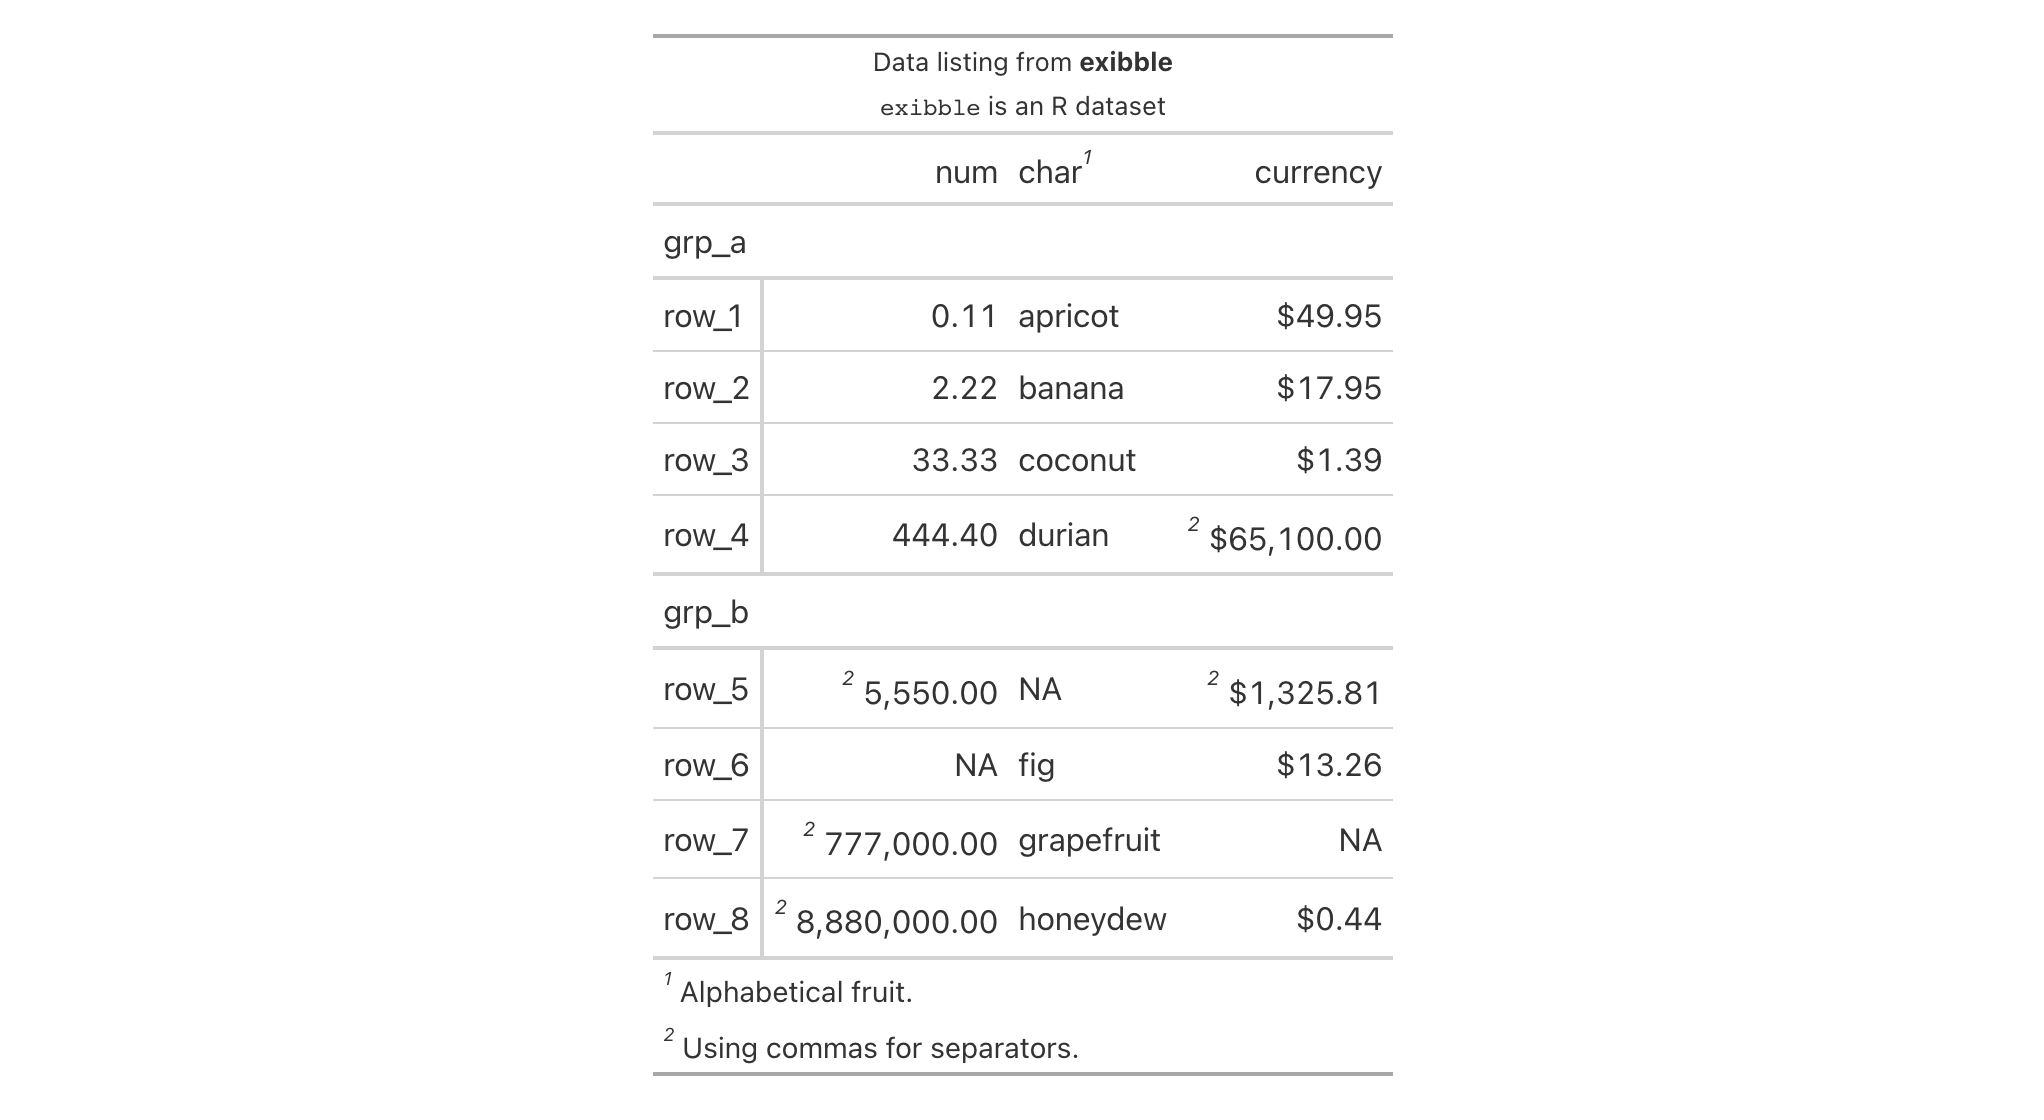 Data listing from exibble
exibble is an R dataset
num char1 currency
grp_a
row_1 0.11 apricot $49.95
row_2 2.22 banana $17.95
row_3 33.33 coconut $1.39
row_4 444.40 durian 2 $65,100.00
grp_b
row_5 2 5,550.00 NA 2 $1,325.81
row_6 NA fig $13.26
row_7 2 777,000.00 grapefruit NA
row_8 2 8,880,000.00 honeydew $0.44
1 Alphabetical fruit.
2 Using commas for separators.